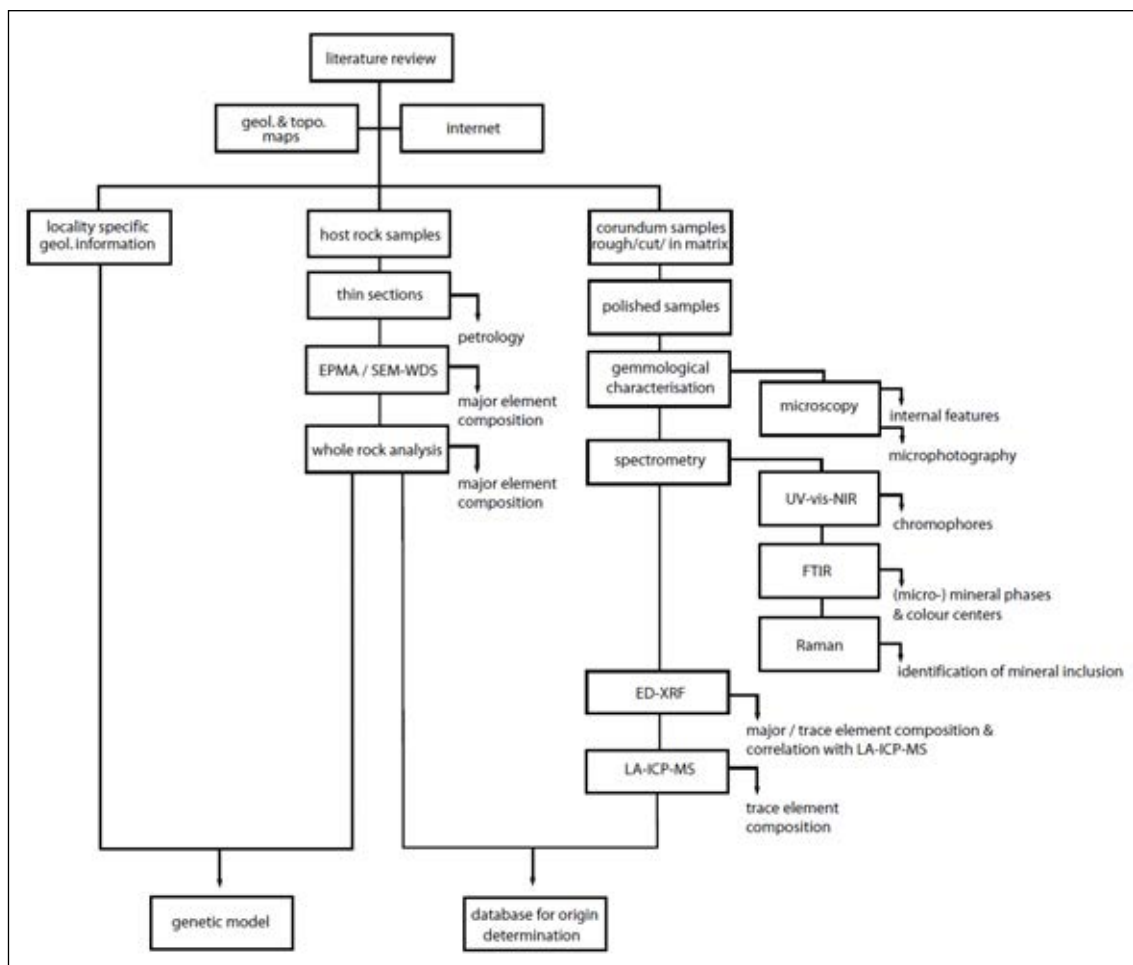 literature review
geol. & topo.
maps
internet
locality specific
geol. information
host rock samples
corundum samples
rough/cut/ in matrix
thin sections
polished samples
petrology
EPMA / SEM-WDS
gemmological
characterisation
major element
composition
microscopy
internal features
microphotography
whole rock analysis
spectrometry
major element
composition
UV-vis-NIR
chromophores
FTIR
(micro-) mineral phases
& colour centers
Raman
identification of mineral inclusion
ED-XRF
major / trace element composition &
correlation with LA-ICP-MS
LA-ICP-MS
trace element
composition
genetic model
database for origin
determination